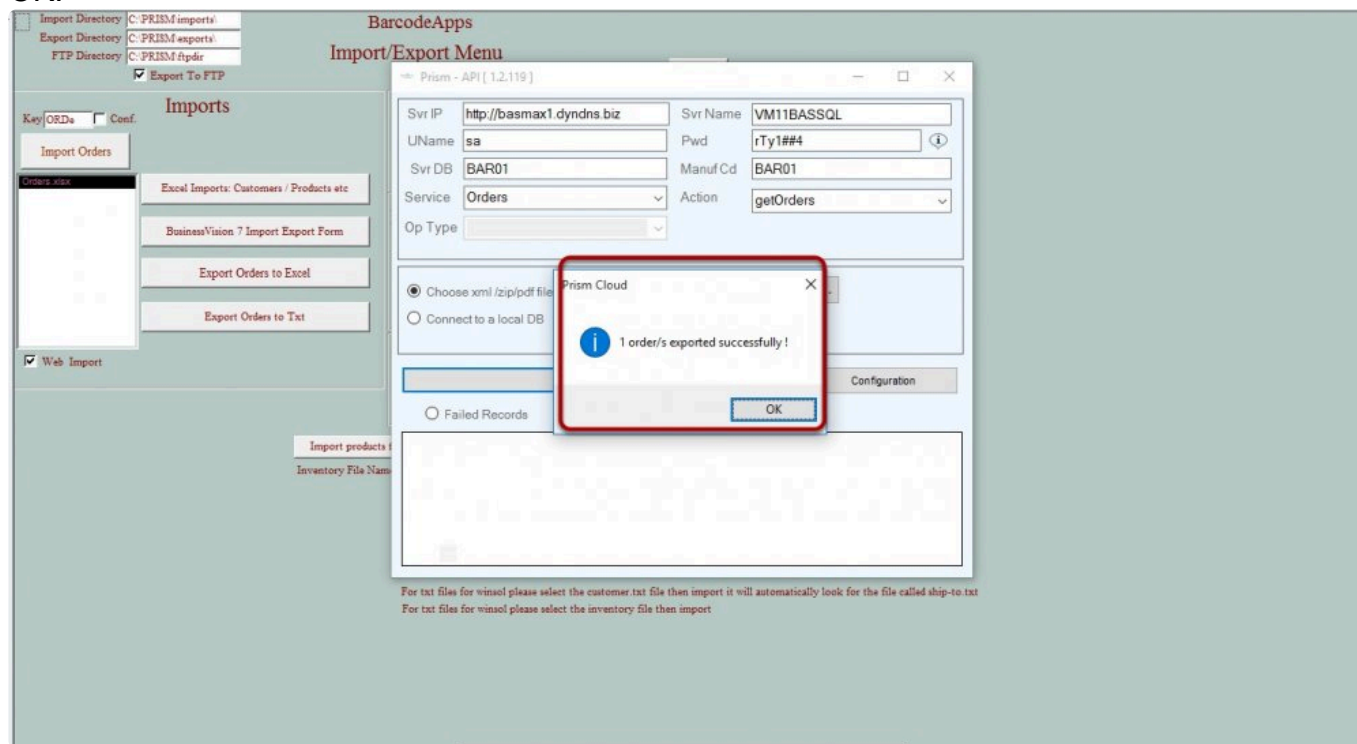 Import Directory C:\PRISM\imports\
BarcodeApps
Export Directory C:\PRISM\exports\
FTP Directory C:\PRISM\ftpdir
Import/Export Menu
Export To FTP
Prism - API [ 1.2.119 ]
Imports
Key ORDe Conf.
Import Orders
Orders.xlsx
Excel Imports: Customers / Products etc
BusinessVision 7 Import Export Form
Export Orders to Excel
Export Orders to Txt
Web Import
Svr IP http://basmax1.dyndns.biz Svr Name VM11BASSQL
UName sa Pwd rTy1##4
Svr DB BAR01 Manuf Cd BAR01
Service Orders Action getOrders
Op Type
Choose xml /zip/pdf file
Connect to a local DB
Prism Cloud
1 order/s exported successfully !
OK
Configuration
Failed Records
Import products
Inventory File Nam
For txt files for winsol please select the customer.txt file then import it will automatically look for the file called ship-to.txt
For txt files for winsol please select the inventory file then import